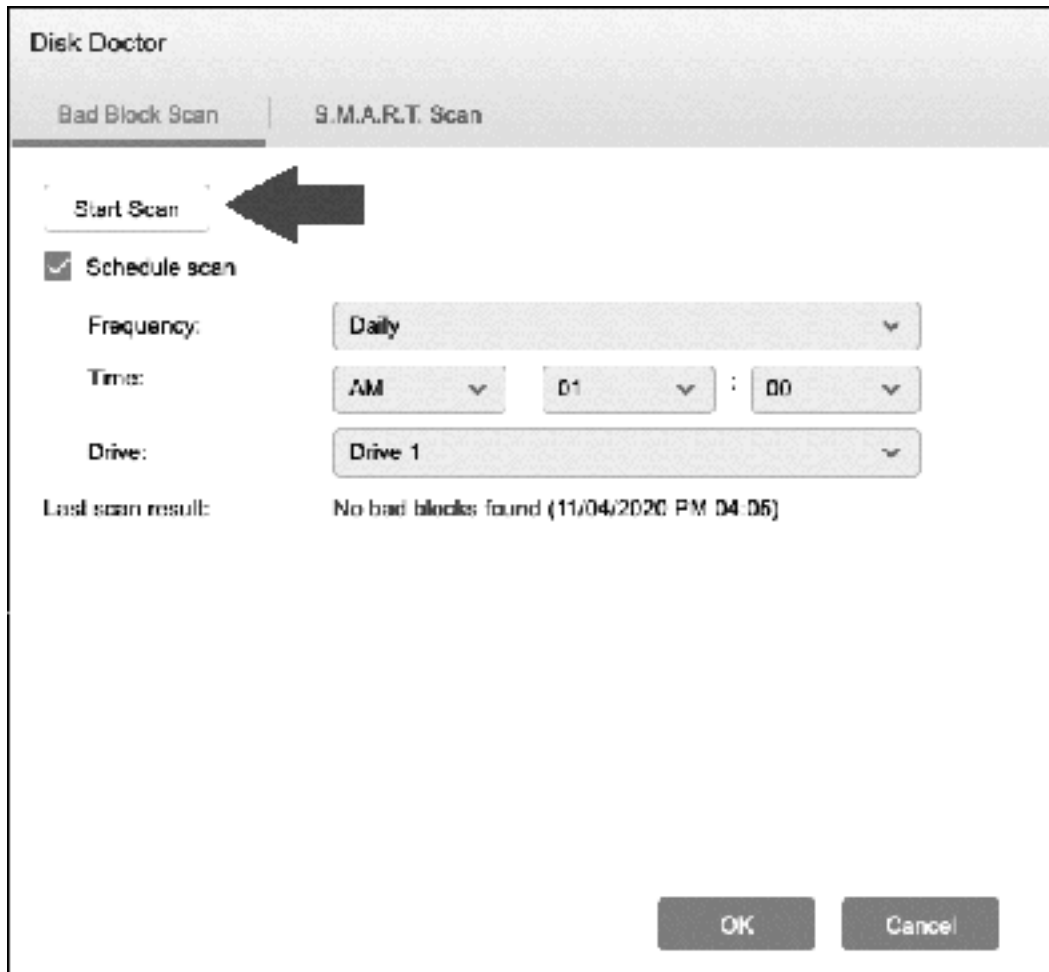 Disk Doctor
Bad Block Scan S.M.A.R.T. Scan
Start Scan
Schedule scan
Frequency: Daily
Time: AM 01 : 00
Drive: Drive 1
Last scan result: No bad blocks found (11/04/2020 PM 04:05)
OK Cancel